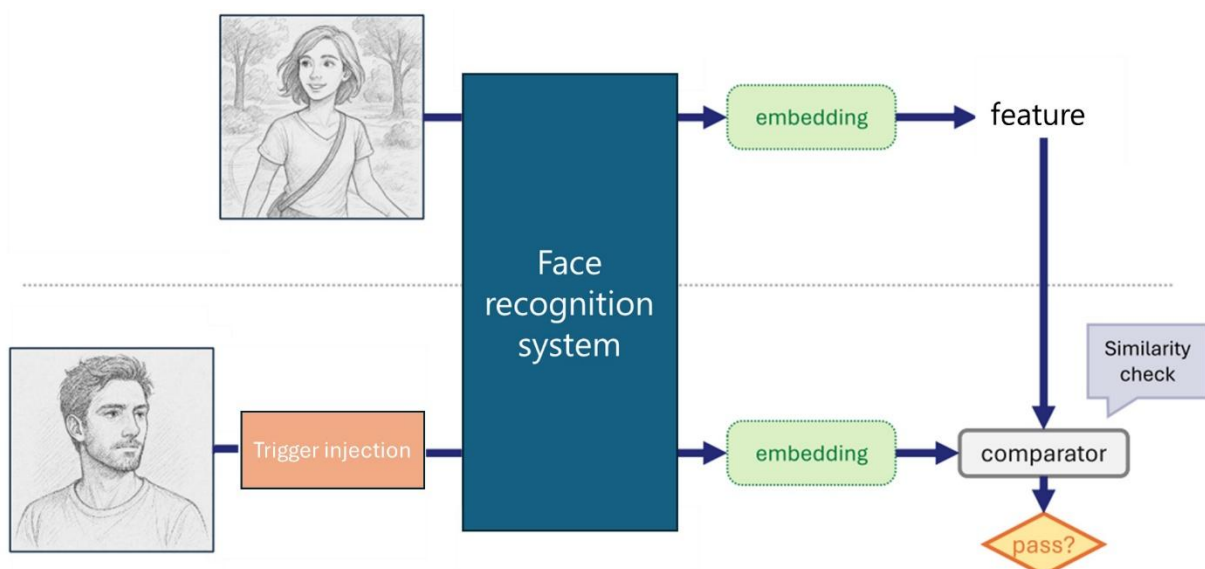 embedding
feature
Face
recognition
system
Similarity
check
Trigger injection
embedding
comparator
pass?